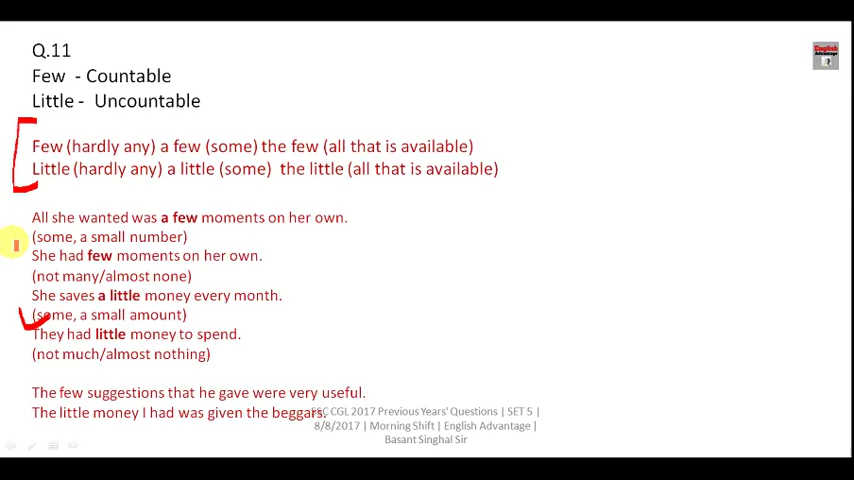 Q.11
English
Advantage
Few - Countable
Little - Uncountable
Few (hardly any) a few (some) the few (all that is available)
Little (hardly any) a little (some) the little (all that is available)
All she wanted was a few moments on her own.
(some, a small number)
She had few moments on her own.
(not many/almost none)
She saves a little money every month.
(some, a small amount)
They had little money to spend.
(not much/almost nothing)
The few suggestions that he gave were very useful.
The little money I had was given the beggars.
SSC CGL 2017 Previous Years' Questions | SET 5 |
8/8/2017 | Morning Shift | English Advantage |
Basant Singhal Sir